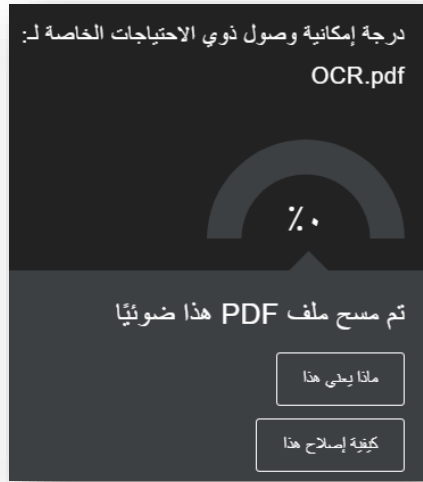 درجة إمكانية وصول ذوي الاحتياجات الخاصة لـ:
OCR.pdf
٠٪
تم مسح ملف PDF هذا ضوئيًا
ماذا يعني هذا
كيفية إصلاح هذا